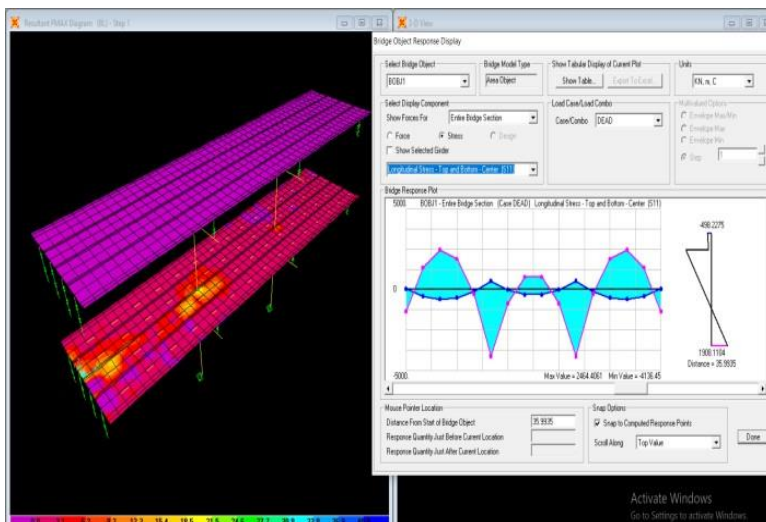 Resultant FMAX Diagram (BL) - Step 1
3-D View
Bridge Object Response Display
Select Bridge Object
BOBJ1
Bridge Model Type
Area Object
Show Tabular Display of Current Plot
Show Table...
Export To Excel...
Units
KN, m, C
Select Display Component
Show Forces For
Entire Bridge Section
Force
Stress
Design
Show Selected Girder
Longitudinal Stress - Top and Bottom - Center (S11)
Load Case/Load Combo
Case/Combo
DEAD
Multivalued Options
Envelope Max/Min
Envelope Max
Envelope Min
Step
1
Bridge Response Plot
5000.
BOBJ1 - Entire Bridge Section (Case DEAD) Longitudinal Stress - Top and Bottom - Center (S11)
0
-5000.
Max Value = 2464.4061 Min Value = -4136.45
-498.2275
1908.1104
Distance = 35.9935
Mouse Pointer Location
Distance From Start of Bridge Object
35.9935
Response Quantity Just Before Current Location
Response Quantity Just After Current Location
Snap Options
Snap to Computed Response Points
Scroll Along
Top Value
Done
Activate Windows
Go to Settings to activate Windows.